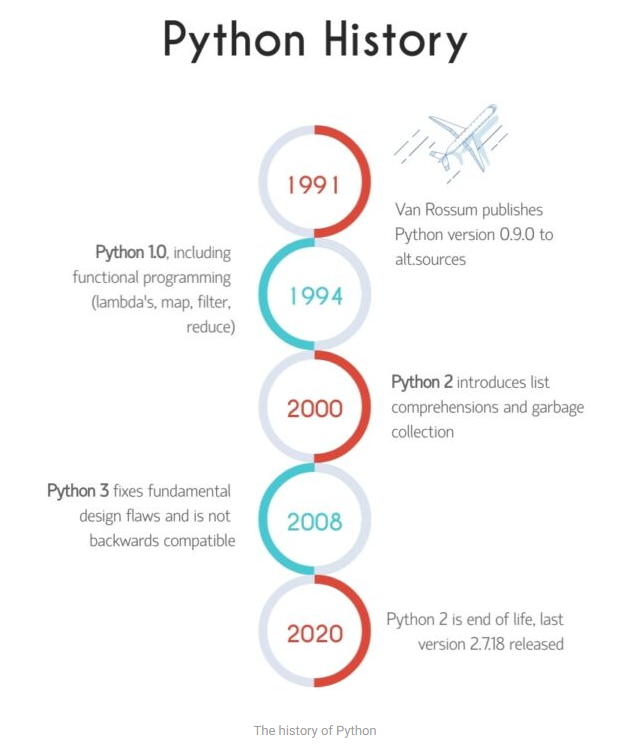 Python History
1991
Van Rossum publishes
Python version 0.9.0 to
alt.sources
Python 1.0, including
functional programming
(lambda's, map, filter,
reduce)
1994
2000
Python 2 introduces list
comprehensions and garbage
collection
Python 3 fixes fundamental
design flaws and is not
backwards compatible
2008
2020
Python 2 is end of life, last
version 2.7.18 released
The history of Python